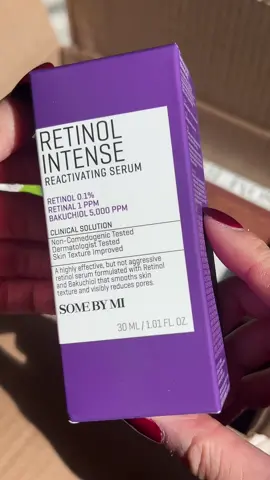 RETINOL
INTENSE
REACTIVATING SERUM
RETINOL 0.1%
RETINAL 1 PPM
BAKUCHIOL 5,000 PPM
CLINICAL SOLUTION
Non-Comedogenic Tested
Dermatologist Tested
Skin Texture Improved
A highly effective, but not aggressive
retinol serum formulated with Retinol
and Bakuchiol that smooths skin
texture and visibly reduces pores.
SOME BY MI
30 ML / 1.01 FL. OZ.